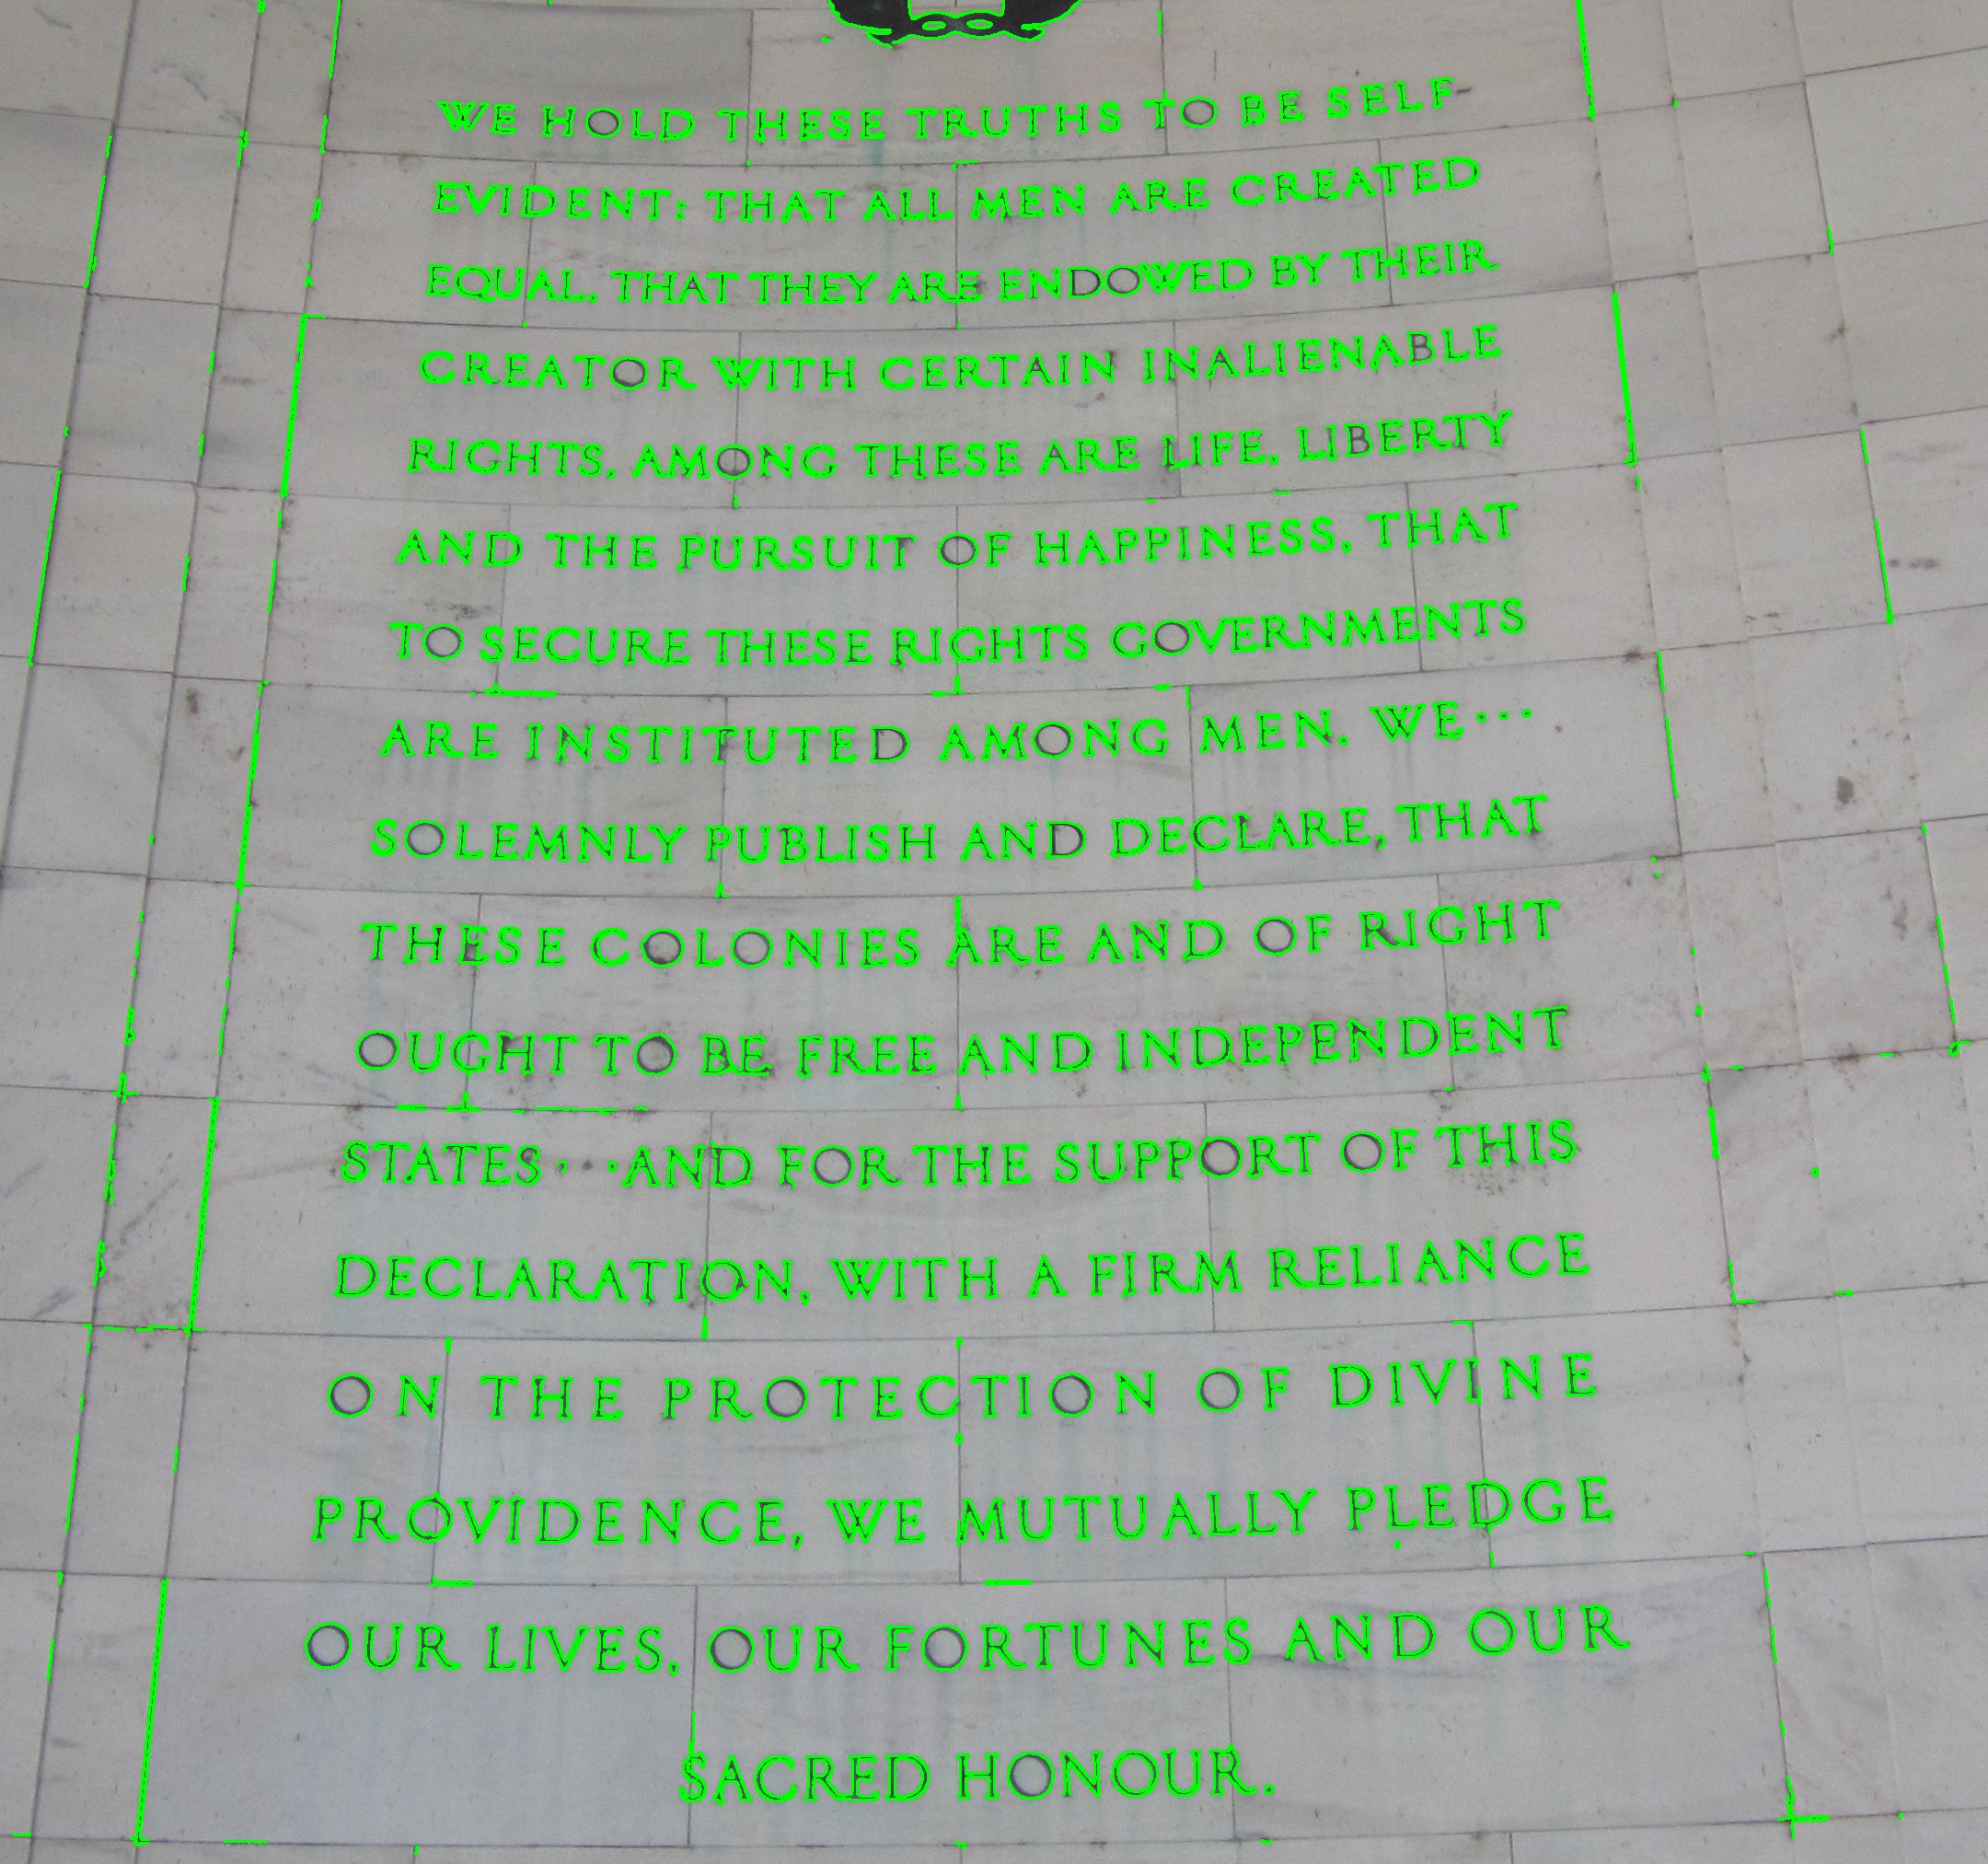 WE HOLD THESE TRUTHS TO BE SELF-
EVIDENT: THAT ALL MEN ARE CREATED
EQUAL, THAT THEY ARE ENDOWED BY THEIR
CREATOR WITH CERTAIN INALIENABLE
RIGHTS, AMONG THESE ARE LIFE, LIBERTY
AND THE PURSUIT OF HAPPINESS, THAT
TO SECURE THESE RIGHTS GOVERNMENTS
ARE INSTITUTED AMONG MEN. WE···
SOLEMNLY PUBLISH AND DECLARE, THAT
THESE COLONIES ARE AND OF RIGHT
OUGHT TO BE FREE AND INDEPENDENT
STATES···AND FOR THE SUPPORT OF THIS
DECLARATION, WITH A FIRM RELIANCE
ON THE PROTECTION OF DIVINE
PROVIDENCE, WE MUTUALLY PLEDGE
OUR LIVES, OUR FORTUNES AND OUR
SACRED HONOUR.